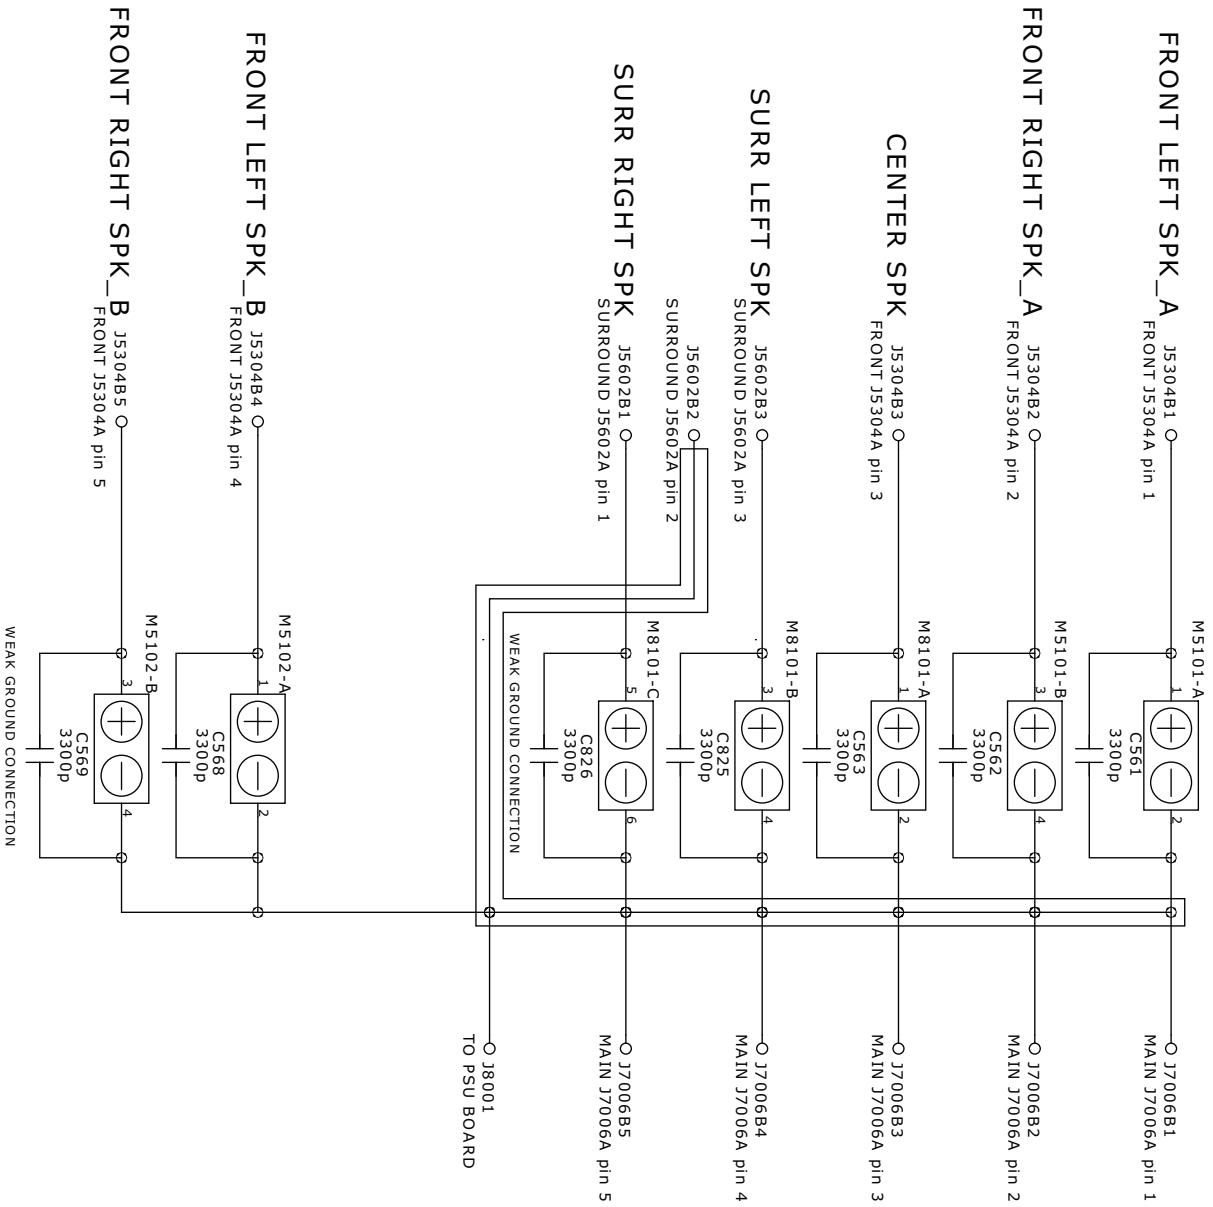 FRONT LEFT SPK_A
J5304B1
FRONT J5304A pin 1
M5101-A
1
2
C561
3300p
J7006B1
MAIN J7006A pin 1
FRONT RIGHT SPK_A
J5304B2
FRONT J5304A pin 2
M5101-B
3
4
C562
3300p
J7006B2
MAIN J7006A pin 2
CENTER SPK
J5304B3
FRONT J5304A pin 3
M8101-A
1
2
C563
3300p
J7006B3
MAIN J7006A pin 3
SURR LEFT SPK
J5602B3
SURROUND J5602A pin 3
M8101-B
3
4
C825
3300p
J7006B4
MAIN J7006A pin 4
J5602B2
SURROUND J5602A pin 2
SURR RIGHT SPK
J5602B1
SURROUND J5602A pin 1
M8101-C
5
6
C826
3300p
J7006B5
MAIN J7006A pin 5
WEAK GROUND CONNECTION
J8001
TO PSU BOARD
FRONT LEFT SPK_B
J5304B4
FRONT J5304A pin 4
M5102-A
1
2
C568
3300p
FRONT RIGHT SPK_B
J5304B5
FRONT J5304A pin 5
M5102-B
3
4
C569
3300p
WEAK GROUND CONNECTION